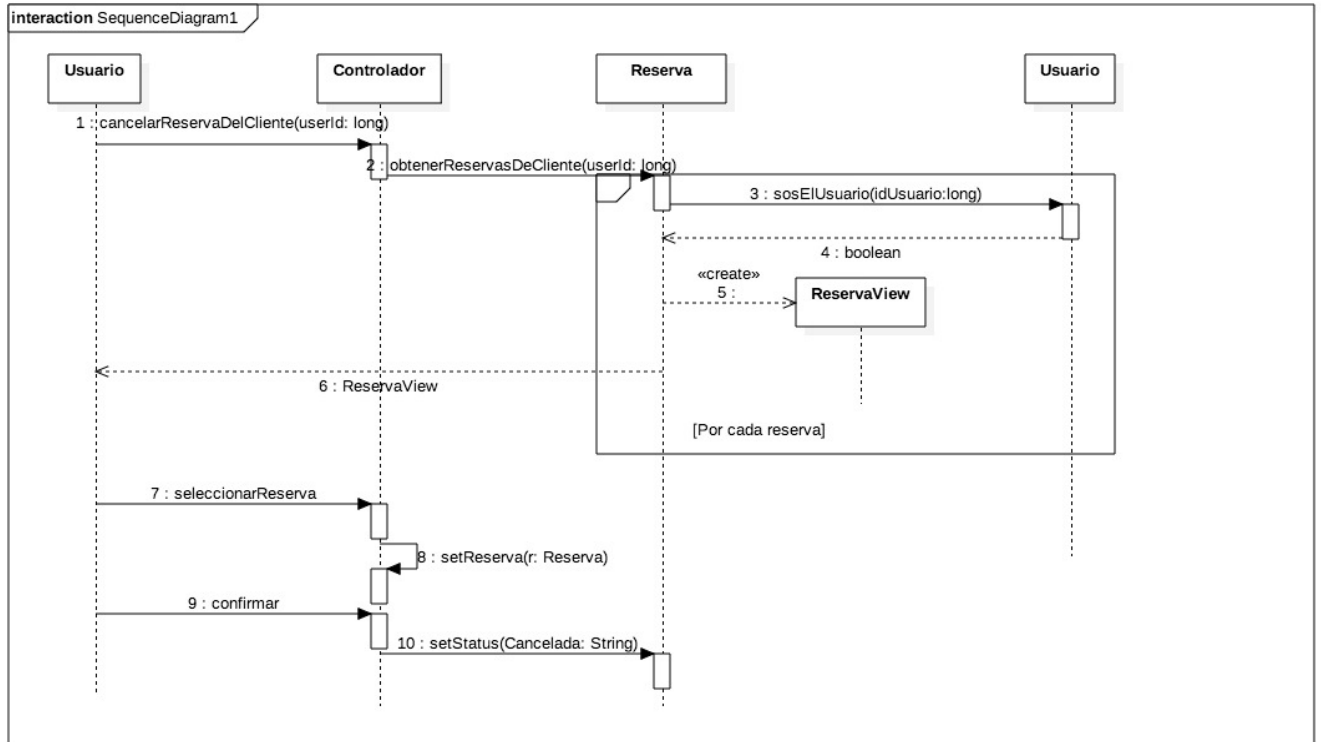 interaction SequenceDiagram1
Usuario
Controlador
Reserva
Usuario
1 : cancelarReservaDelCliente(userId: long)
2 : obtenerReservasDeCliente(userId: long)
3 : sosElUsuario(idUsuario:long)
4 : boolean
«create»
5 :
ReservaView
6 : ReservaView
[Por cada reserva]
7 : seleccionarReserva
8 : setReserva(r: Reserva)
9 : confirmar
10 : setStatus(Cancelada: String)